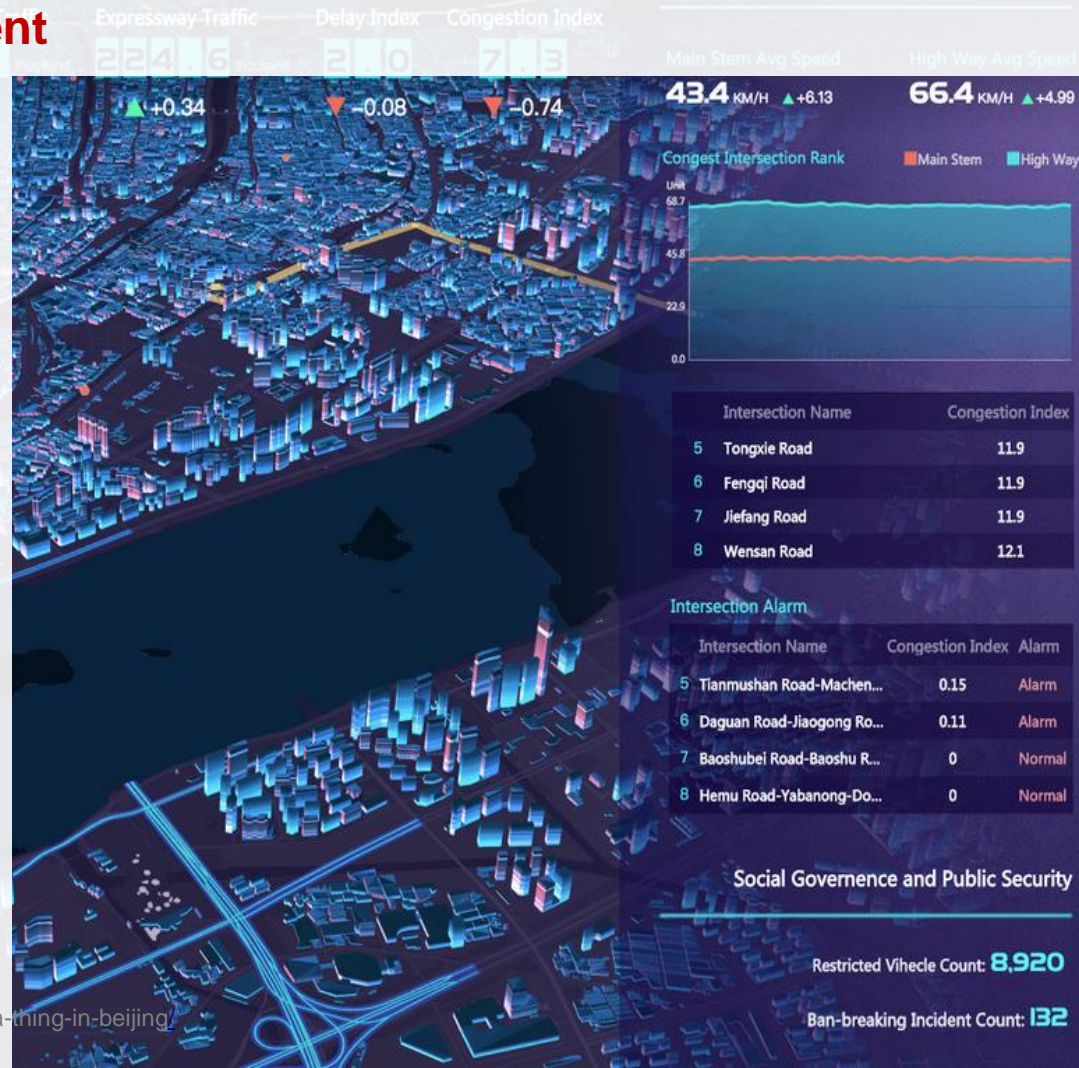 ent
Traffic Expressway Traffic Delay Index Congestion Index
thousand 224.6 thousand 2.0 7.3
+0.34 -0.08 -0.74
Main Stem Avg Speed High Way Avg Speed
43.4 KM/H +6.13 66.4 KM/H +4.99
Congest Intersection Rank Main Stem High Way
Unit
68.7
45.8
22.9
0.0
Intersection Name Congestion Index
5 Tongxie Road 11.9
6 Fengqi Road 11.9
7 Jiefang Road 11.9
8 Wensan Road 12.1
Intersection Alarm
Intersection Name Congestion Index Alarm
5 Tianmushan Road-Machen... 0.15 Alarm
6 Daguan Road-Jiaogong Ro... 0.11 Alarm
7 Baoshubei Road-Baoshu R... 0 Normal
8 Hemu Road-Yabanong-Do... 0 Normal
Social Governence and Public Security
Restricted Vihecle Count: 8,920
a-thing-in-beijing/
Ban-breaking Incident Count: 132